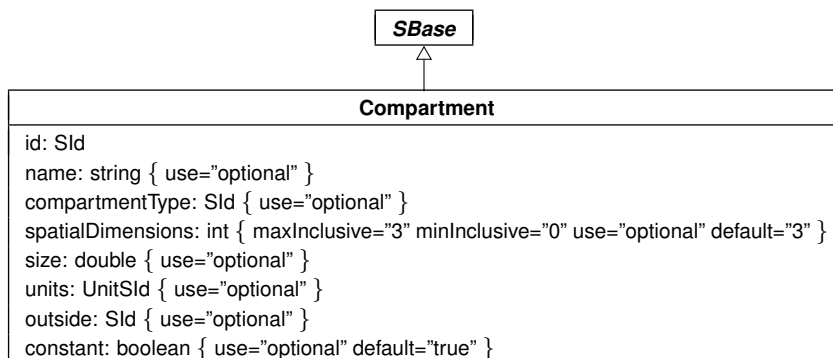 SBase
Compartment
id: SId
name: string { use=”optional” }
compartmentType: SId { use=”optional” }
spatialDimensions: int { maxInclusive=”3” minInclusive=”0” use=”optional” default=”3” }
size: double { use=”optional” }
units: UnitSId { use=”optional” }
outside: SId { use=”optional” }
constant: boolean { use=”optional” default=”true” }